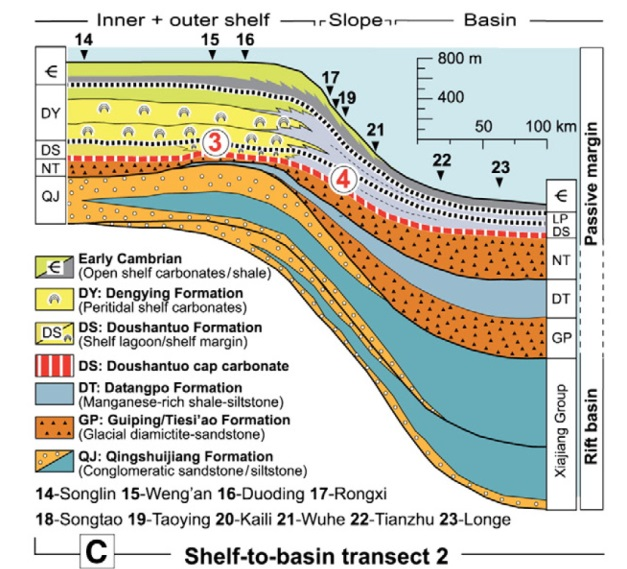 Inner + outer shelf Slope Basin
14 15 16
17
19
21
22 23
800 m
400
50 100 km
3
4
Є
DY
DS
NT
QJ
Є
LP
DS
NT
DT
GP
Xiajiang Group
Passive margin
Rift basin
Є Early Cambrian
(Open shelf carbonates/shale)
DY: Dengying Formation
(Peritidal shelf carbonates)
DS DS: Doushantuo Formation
(Shelf lagoon/shelf margin)
DS: Doushantuo cap carbonate
DT: Datangpo Formation
(Manganese-rich shale-siltstone)
GP: Guiping/Tiesi'ao Formation
(Glacial diamictite-sandstone)
QJ: Qingshuijiang Formation
(Conglomeratic sandstone/siltstone)
14-Songlin 15-Weng'an 16-Duoding 17-Rongxi
18-Songtao 19-Taoying 20-Kaili 21-Wuhe 22-Tianzhu 23-Longe
C Shelf-to-basin transect 2